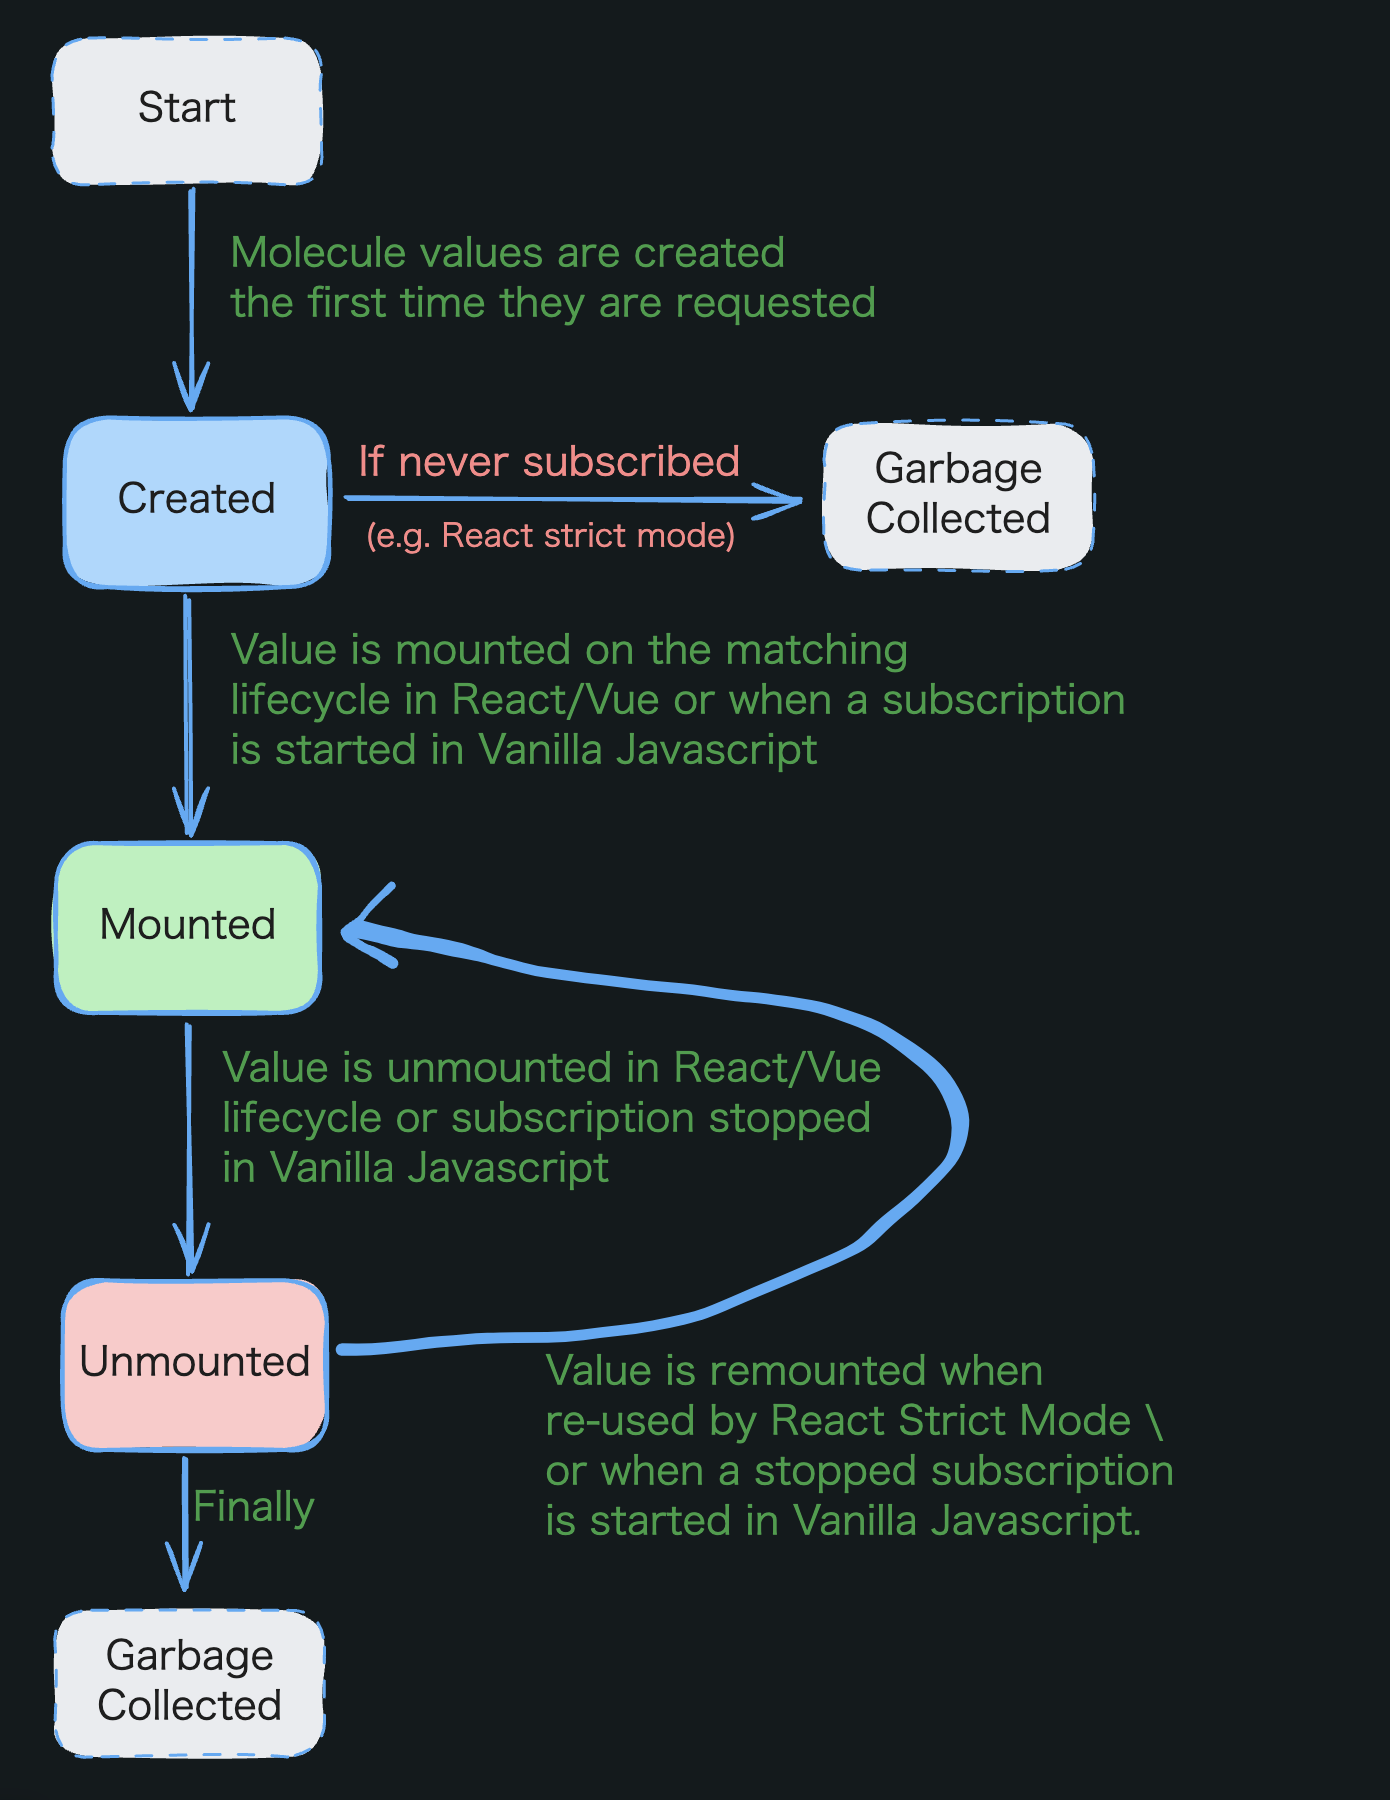 Start
Molecule values are created
the first time they are requested
Created
If never subscribed
(e.g. React strict mode)
Garbage
Collected
Value is mounted on the matching
lifecycle in React/Vue or when a subscription
is started in Vanilla Javascript
Mounted
Value is unmounted in React/Vue
lifecycle or subscription stopped
in Vanilla Javascript
Unmounted
Value is remounted when
re-used by React Strict Mode \
or when a stopped subscription
is started in Vanilla Javascript.
Finally
Garbage
Collected